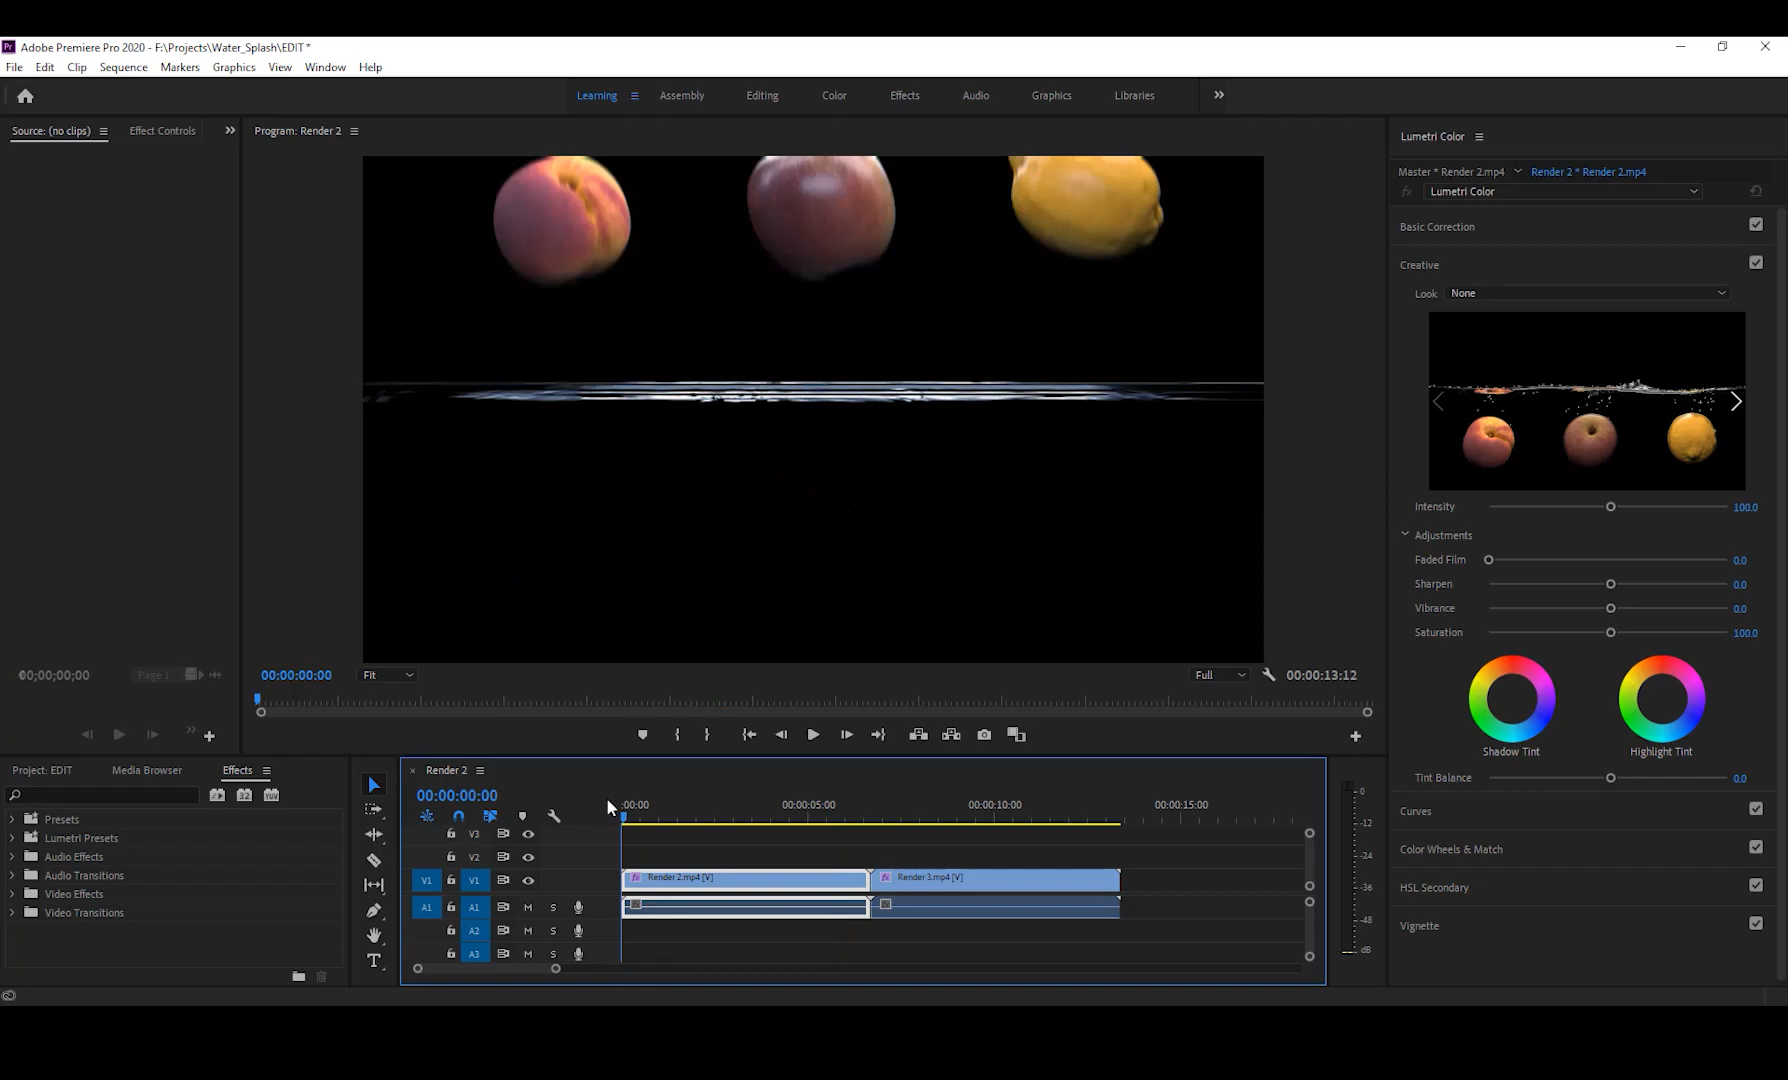 Adobe Premiere Pro 2020 - F:\Projects\Water_Splash\EDIT *
File Edit Clip Sequence Markers Graphics View Window Help
Learning Assembly Editing Color Effects Audio Graphics Libraries
Source: (no clips) Effect Controls
Program: Render 2
Lumetri Color
Master * Render 2.mp4 Render 2 * Render 2.mp4
fx Lumetri Color
Basic Correction
Creative
Look None
Intensity 100.0
Adjustments
Faded Film 0.0
Sharpen 0.0
Vibrance 0.0
Saturation 100.0
Shadow Tint Highlight Tint
Tint Balance 0.0
Curves
Color Wheels & Match
HSL Secondary
Vignette
00;00;00;00 Page 1
00:00:00:00 Fit Full 00:00:13:12
Project: EDIT Media Browser Effects
32 YUV
Presets
Lumetri Presets
Audio Effects
Audio Transitions
Video Effects
Video Transitions
× Render 2
00:00:00:00
:00:00 00:00:05:00 00:00:10:00 00:00:15:00
V3
V2
V1 V1 fx Render 2.mp4 [V] fx Render 3.mp4 [V]
A1 A1 M S
A2 M S
A3 M S
0
-12
-24
-36
-48
dB